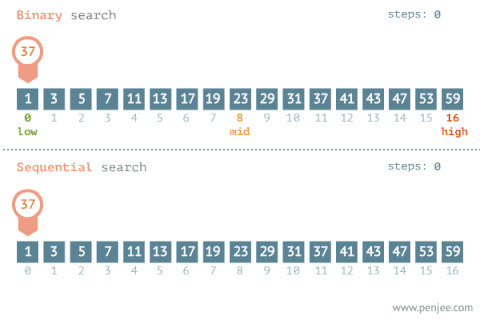 Binary search steps: 0
37
1 3 5 7 11 13 17 19 23 29 31 37 41 43 47 53 59
0 1 2 3 4 5 6 7 8 9 10 11 12 13 14 15 16
low mid high
Sequential search steps: 0
37
1 3 5 7 11 13 17 19 23 29 31 37 41 43 47 53 59
0 1 2 3 4 5 6 7 8 9 10 11 12 13 14 15 16
www.penjee.com